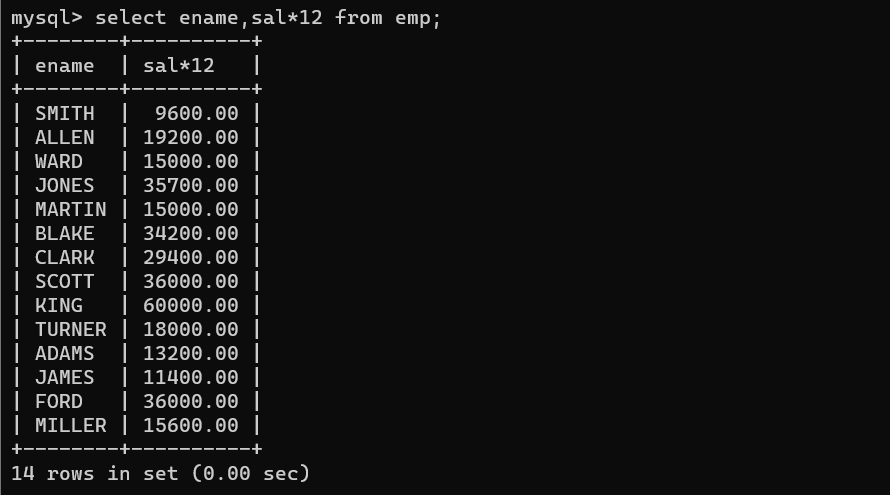 mysql> select ename,sal*12 from emp;
+--------+----------+
| ename  | sal*12   |
+--------+----------+
| SMITH  |  9600.00 |
| ALLEN  | 19200.00 |
| WARD   | 15000.00 |
| JONES  | 35700.00 |
| MARTIN | 15000.00 |
| BLAKE  | 34200.00 |
| CLARK  | 29400.00 |
| SCOTT  | 36000.00 |
| KING   | 60000.00 |
| TURNER | 18000.00 |
| ADAMS  | 13200.00 |
| JAMES  | 11400.00 |
| FORD   | 36000.00 |
| MILLER | 15600.00 |
+--------+----------+
14 rows in set (0.00 sec)